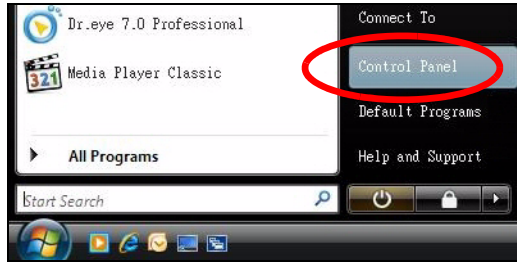 Dr.eye 7.0 Professional
321
Media Player Classic
All Programs
Start Search
Connect To
Control Panel
Default Programs
Help and Support